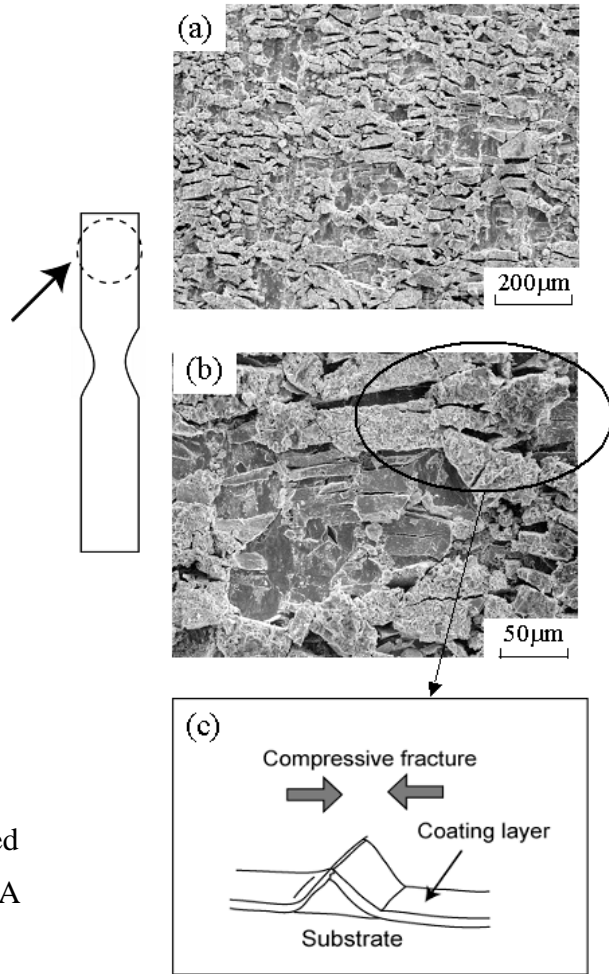 (a)
200µm
(b)
50µm
(c)
Compressive fracture
Coating layer
Substrate
ed
A